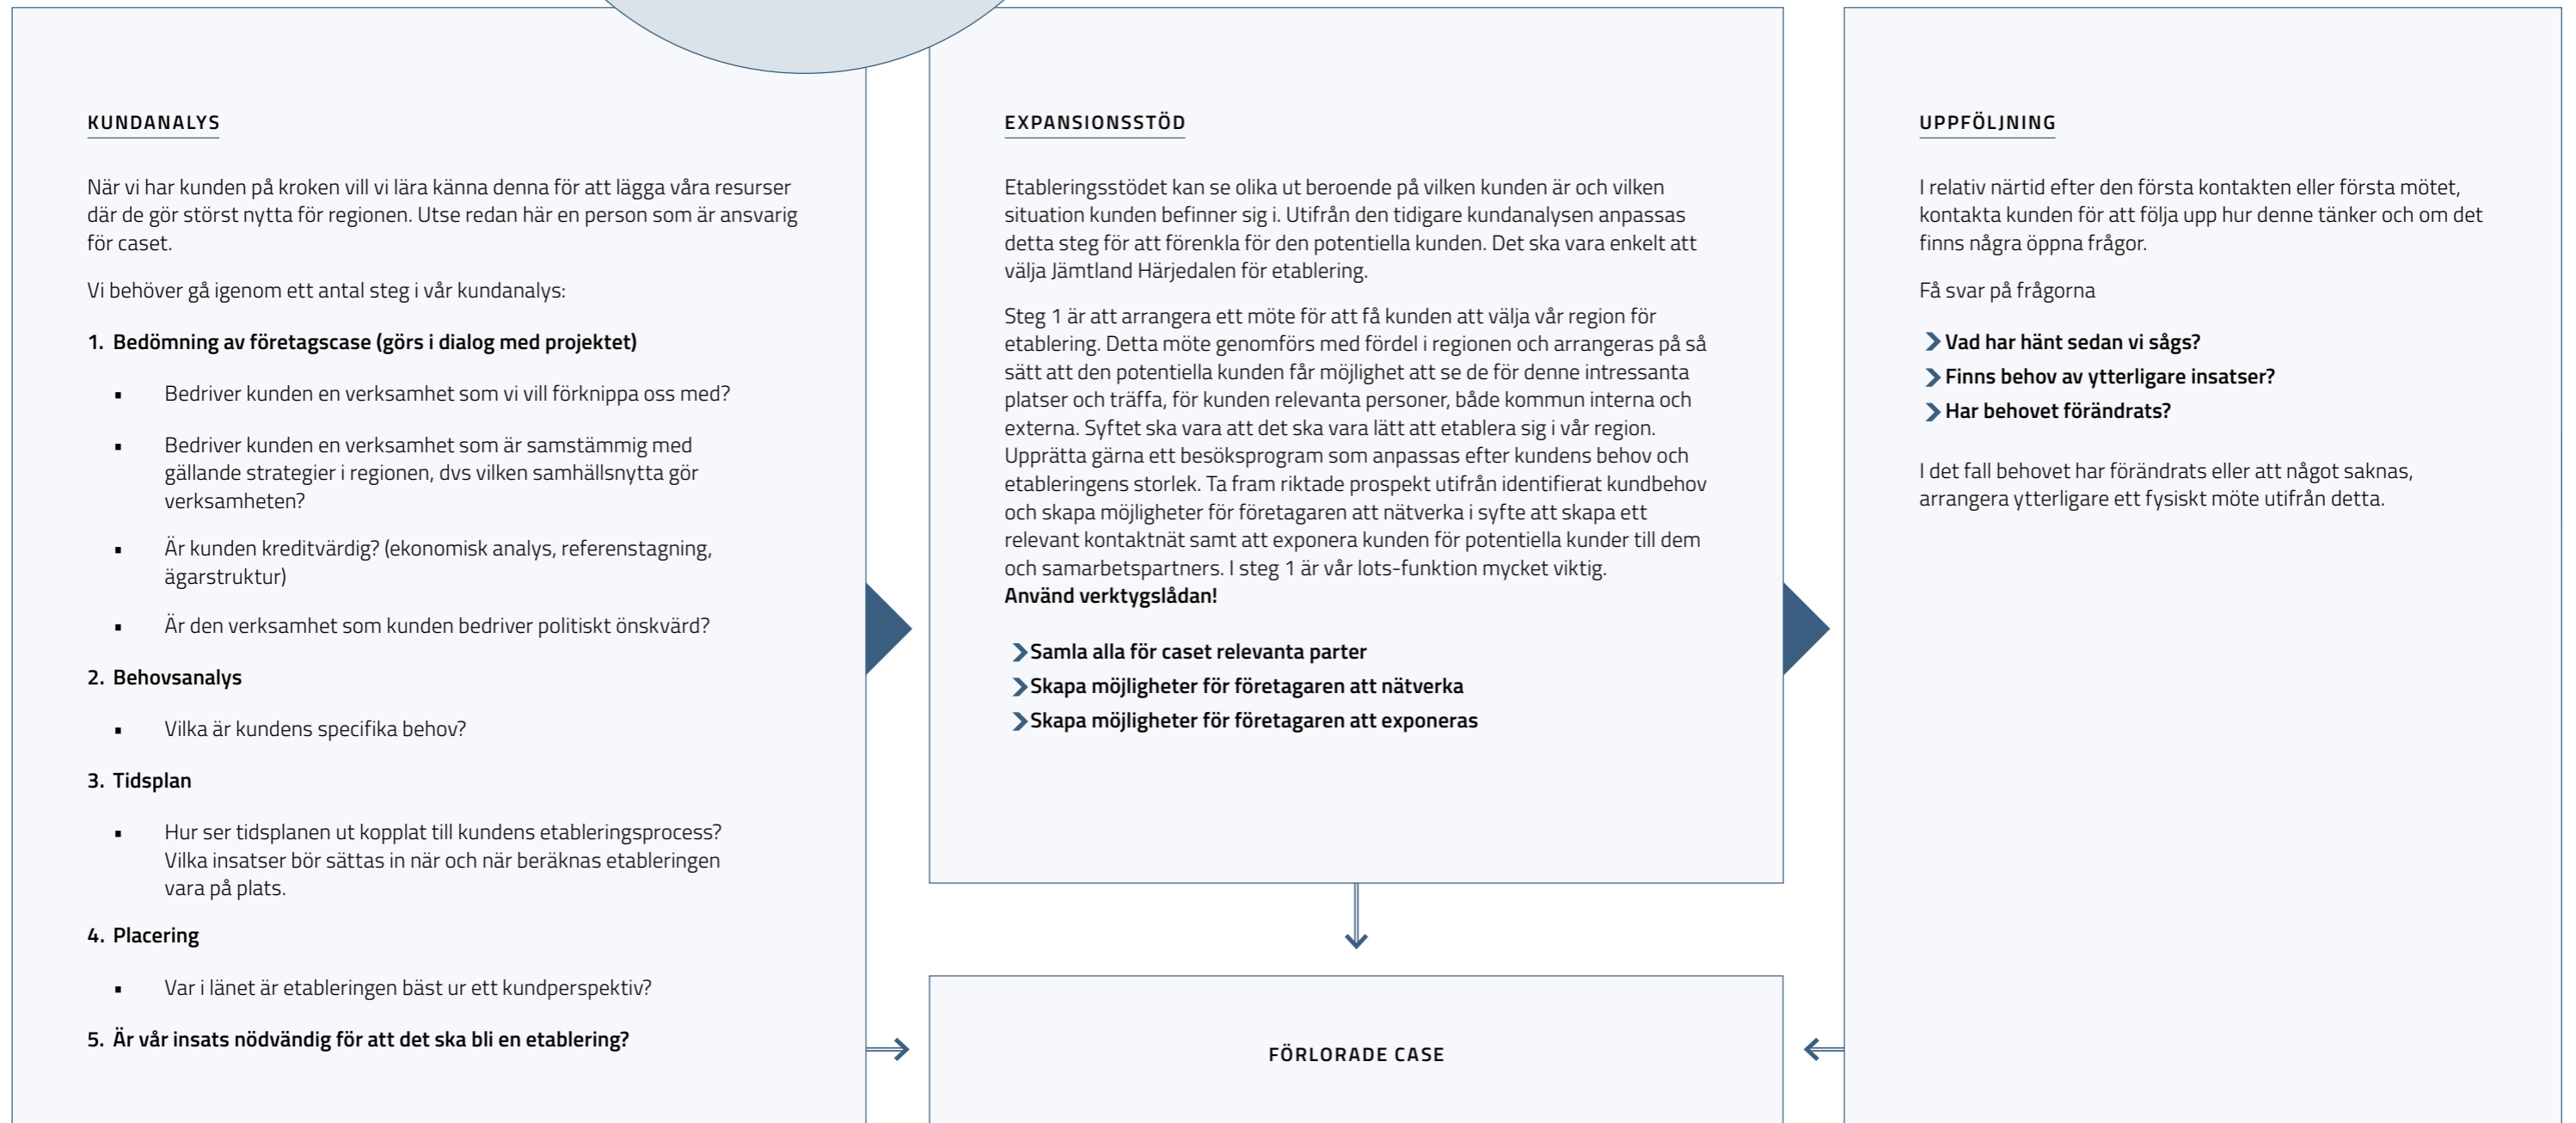 KUNDANALYS
När vi har kunden på kroken vill vi lära känna denna för att lägga våra resurser
där de gör störst nytta för regionen. Utse redan här en person som är ansvarig
för caset.
Vi behöver gå igenom ett antal steg i vår kundanalys:
1. Bedömning av företagscase (görs i dialog med projektet)
▪ Bedriver kunden en verksamhet som vi vill förknippa oss med?
▪ Bedriver kunden en verksamhet som är samstämmig med
gällande strategier i regionen, dvs vilken samhällsnytta gör
verksamheten?
▪ Är kunden kreditvärdig? (ekonomisk analys, referenstagning,
ägarstruktur)
▪ Är den verksamhet som kunden bedriver politiskt önskvärd?
2. Behovsanalys
▪ Vilka är kundens specifika behov?
3. Tidsplan
▪ Hur ser tidsplanen ut kopplat till kundens etableringsprocess?
Vilka insatser bör sättas in när och när beräknas etableringen
vara på plats.
4. Placering
▪ Var i länet är etableringen bäst ur ett kundperspektiv?
5. Är vår insats nödvändig för att det ska bli en etablering?
EXPANSIONSSTÖD
Etableringsstödet kan se olika ut beroende på vilken kunden är och vilken
situation kunden befinner sig i. Utifrån den tidigare kundanalysen anpassas
detta steg för att förenkla för den potentiella kunden. Det ska vara enkelt att
välja Jämtland Härjedalen för etablering.
Steg 1 är att arrangera ett möte för att få kunden att välja vår region för
etablering. Detta möte genomförs med fördel i regionen och arrangeras på så
sätt att den potentiella kunden får möjlighet att se de för denne intressanta
platser och träffa, för kunden relevanta personer, både kommun interna och
externa. Syftet ska vara att det ska vara lätt att etablera sig i vår region.
Upprätta gärna ett besöksprogram som anpassas efter kundens behov och
etableringens storlek. Ta fram riktade prospekt utifrån identifierat kundbehov
och skapa möjligheter för företagaren att nätverka i syfte att skapa ett
relevant kontaktnät samt att exponera kunden för potentiella kunder till dem
och samarbetspartners. I steg 1 är vår lots-funktion mycket viktig.
Använd verktygslådan!
Samla alla för caset relevanta parter
Skapa möjligheter för företagaren att nätverka
Skapa möjligheter för företagaren att exponeras
FÖRLORADE CASE
UPPFÖLJNING
I relativ närtid efter den första kontakten eller första mötet,
kontakta kunden för att följa upp hur denne tänker och om det
finns några öppna frågor.
Få svar på frågorna
Vad har hänt sedan vi sågs?
Finns behov av ytterligare insatser?
Har behovet förändrats?
I det fall behovet har förändrats eller att något saknas,
arrangera ytterligare ett fysiskt möte utifrån detta.